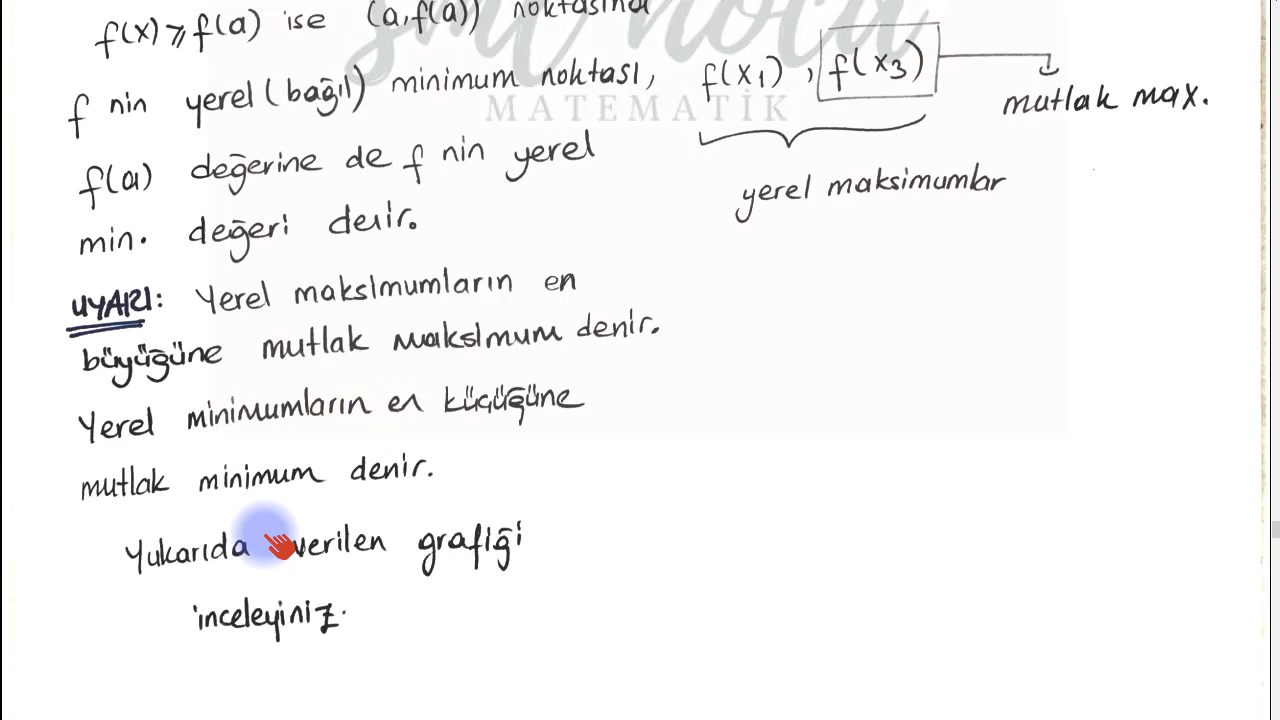 f(x) ≥ f(a) ise (a, f(a)) noktasına
f nin yerel (bağıl) minimum noktası,
f(a) değerine de f nin yerel
min. değeri denir.
UYARI: Yerel maksimumların en
büyüğüne mutlak maksimum denir.
Yerel minimumların en küçüğüne
mutlak minimum denir.
Yukarıda verilen grafiği
inceleyiniz.
f(x₁), f(x₃)
mutlak max.
yerel maksimumlar
MATEMATİK